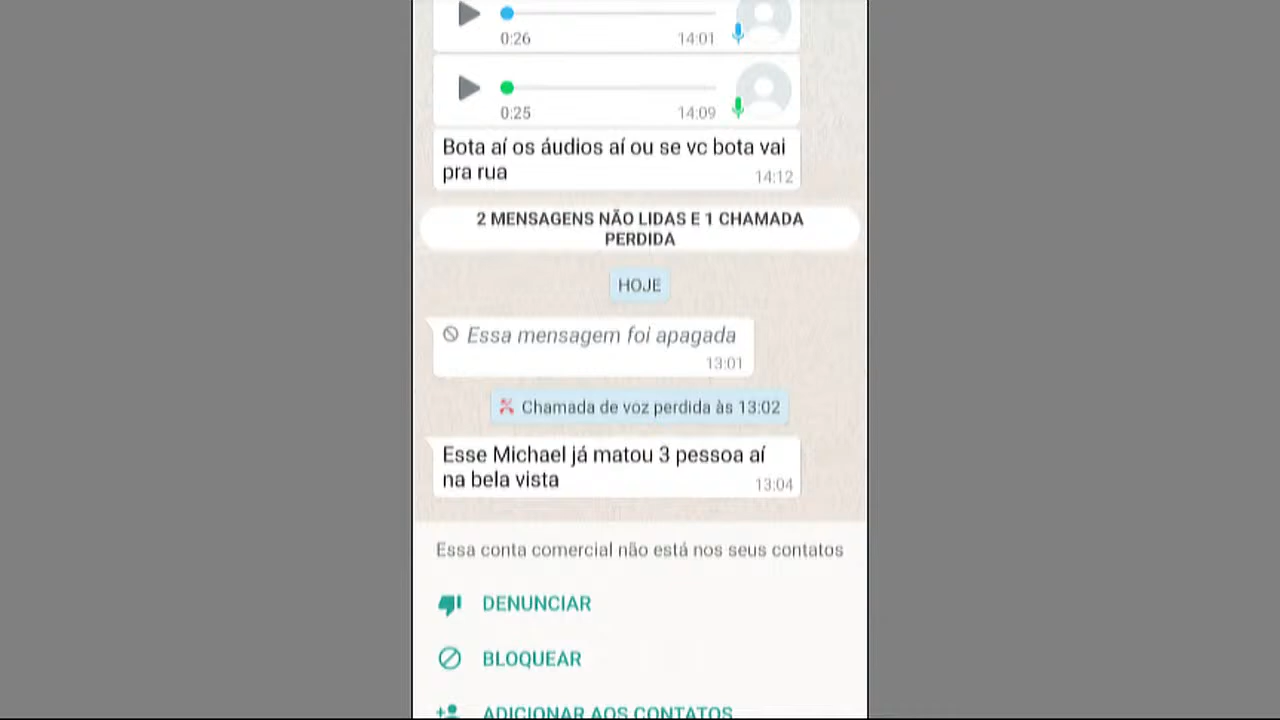 0:26 14:01
0:25 14:09
Bota aí os áudios aí ou se vc bota vai
pra rua
14:12
2 MENSAGENS NÃO LIDAS E 1 CHAMADA
PERDIDA
HOJE
Essa mensagem foi apagada
13:01
Chamada de voz perdida às 13:02
Esse Michael já matou 3 pessoa aí
na bela vista
13:04
Essa conta comercial não está nos seus contatos
DENUNCIAR
BLOQUEAR
ADICIONAR AOS CONTATOS